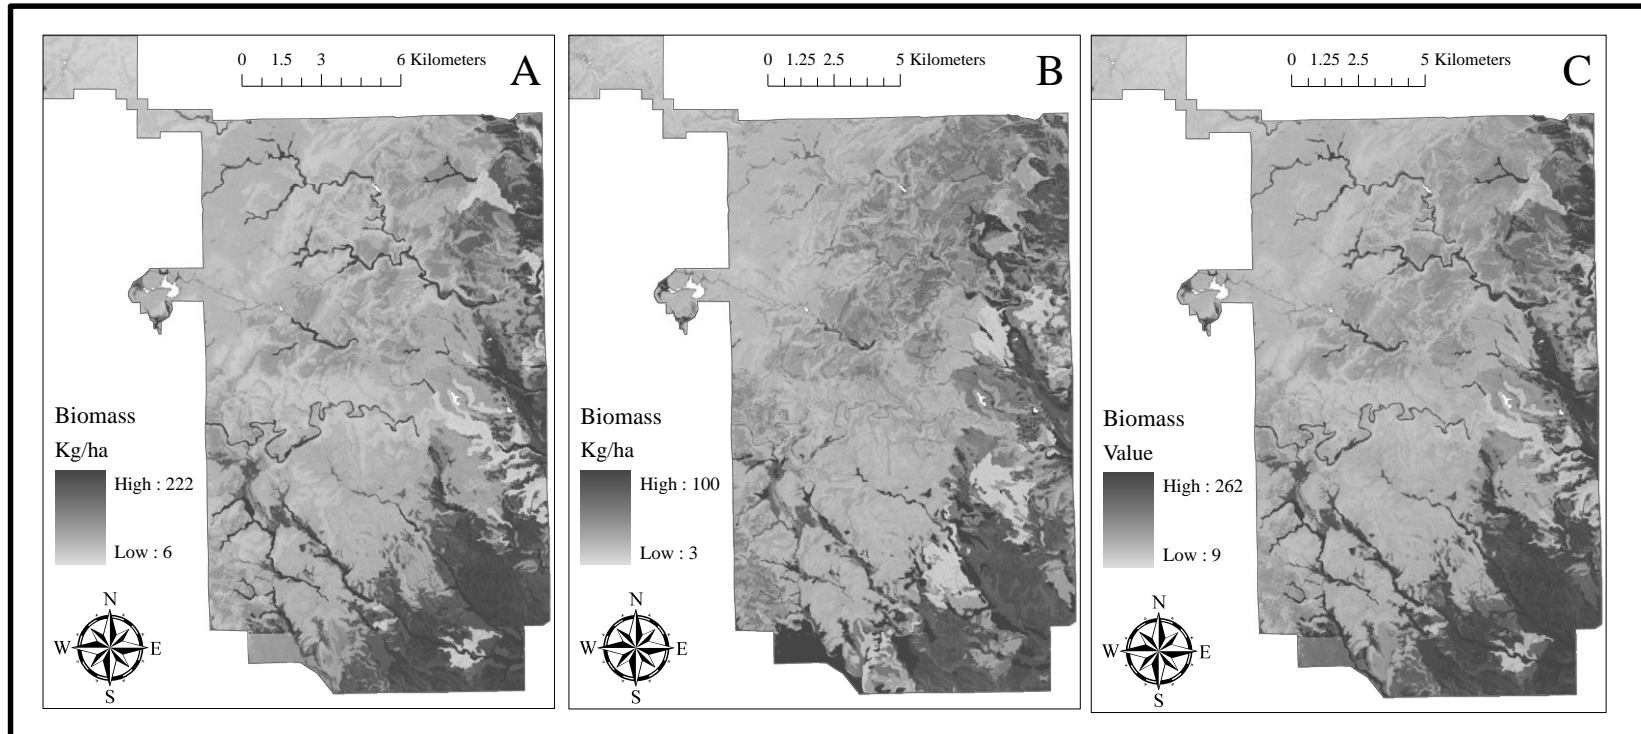 0 1.5 3 6 Kilometers
A
Biomass
Kg/ha
High : 222
Low : 6
N
W E
S
0 1.25 2.5 5 Kilometers
B
Biomass
Kg/ha
High : 100
Low : 3
N
W E
S
0 1.25 2.5 5 Kilometers
C
Biomass
Value
High : 262
Low : 9
N
W E
S